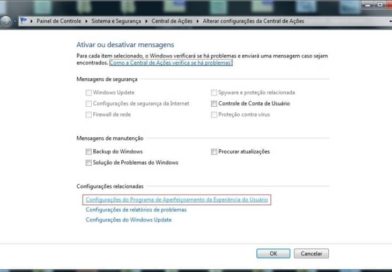 Painel de Controle ▸ Sistema e Segurança ▸ Central de Ações ▸ Alterar configurações da Central de Ações
Ativar ou desativar mensagens
Para cada item selecionado, o Windows verificará se há problemas e enviará uma mensagem caso sejam
encontrados. Como a Central de Ações verifica se há problemas?
Mensagens de segurança
Windows Update
Spyware e proteção relacionada
Configurações de segurança da Internet
Controle de Conta de Usuário
Firewall de rede
Proteção contra vírus
Mensagens de manutenção
Backup do Windows
Procurar atualizações
Solução de Problemas do Windows
Configurações relacionadas
Configurações do Programa de Aperfeiçoamento da Experiência do Usuário
Configurações de relatórios de problemas
Configurações do Windows Update
OK
Cancelar